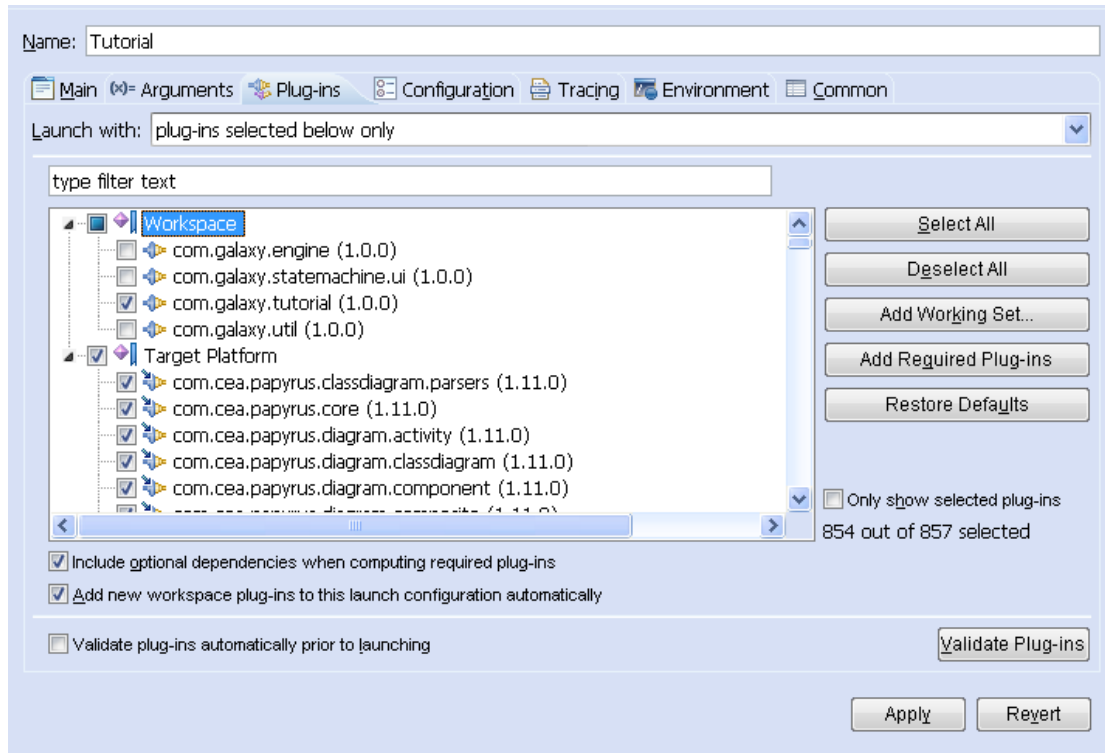 Name: Tutorial
Main (x)= Arguments Plug-ins Configuration Tracing Environment Common
Launch with: plug-ins selected below only
type filter text
Workspace
com.galaxy.engine (1.0.0)
com.galaxy.statemachine.ui (1.0.0)
com.galaxy.tutorial (1.0.0)
com.galaxy.util (1.0.0)
Target Platform
com.cea.papyrus.classdiagram.parsers (1.11.0)
com.cea.papyrus.core (1.11.0)
com.cea.papyrus.diagram.activity (1.11.0)
com.cea.papyrus.diagram.classdiagram (1.11.0)
com.cea.papyrus.diagram.component (1.11.0)
Select All
Deselect All
Add Working Set...
Add Required Plug-ins
Restore Defaults
Only show selected plug-ins
854 out of 857 selected
Include optional dependencies when computing required plug-ins
Add new workspace plug-ins to this launch configuration automatically
Validate plug-ins automatically prior to launching
Validate Plug-ins
Apply Revert